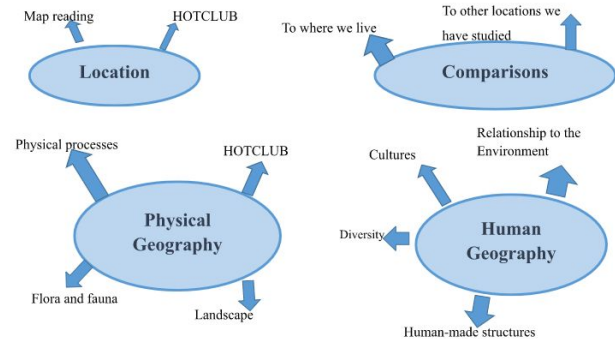 Map reading
HOTCLUB
Location
To where we live
To other locations we
have studied
Comparisons
Physical processes
HOTCLUB
Physical
Geography
Flora and fauna
Landscape
Cultures
Relationship to the
Environment
Diversity
Human
Geography
Human-made structures